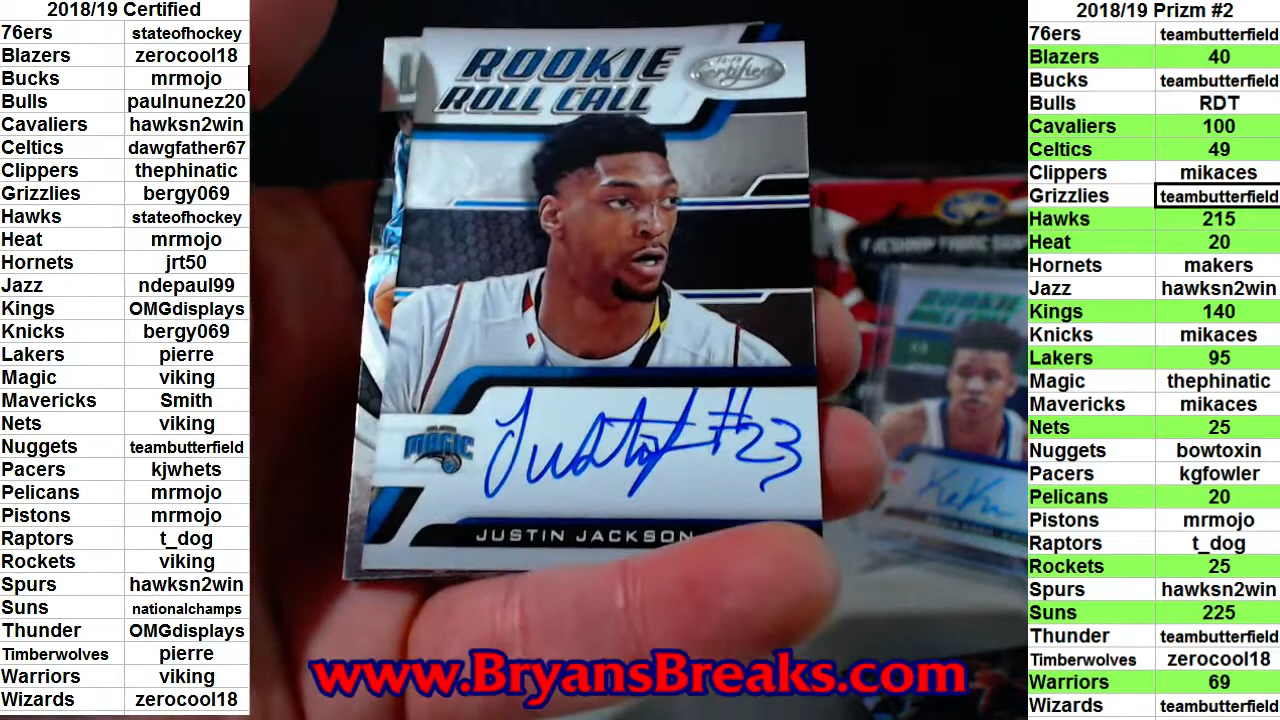 2018/19 Certified
76ers stateofhockey
Blazers zerocool18
Bucks mrmojo
Bulls paulnunez20
Cavaliers hawksn2win
Celtics dawgfather67
Clippers thephinatic
Grizzlies bergy069
Hawks stateofhockey
Heat mrmojo
Hornets jrt50
Jazz ndepaul99
Kings OMGdisplays
Knicks bergy069
Lakers pierre
Magic viking
Mavericks Smith
Nets viking
Nuggets teambutterfield
Pacers kjwhets
Pelicans mrmojo
Pistons mrmojo
Raptors t_dog
Rockets viking
Spurs hawksn2win
Suns nationalchamps
Thunder OMGdisplays
Timberwolves pierre
Warriors viking
Wizards zerocool18
ROOKIE
ROLL CALL
Certified
MAGIC
#23
JUSTIN JACKSON
ROOKIE
ROLL CALL
www.BryansBreaks.com
2018/19 Prizm #2
76ers teambutterfield
Blazers 40
Bucks teambutterfield
Bulls RDT
Cavaliers 100
Celtics 49
Clippers mikaces
Grizzlies teambutterfield
Hawks 215
Heat 20
Hornets makers
Jazz hawksn2win
Kings 140
Knicks mikaces
Lakers 95
Magic thephinatic
Mavericks mikaces
Nets 25
Nuggets bowtoxin
Pacers kgfowler
Pelicans 20
Pistons mrmojo
Raptors t_dog
Rockets 25
Spurs hawksn2win
Suns 225
Thunder teambutterfield
Timberwolves zerocool18
Warriors 69
Wizards teambutterfield